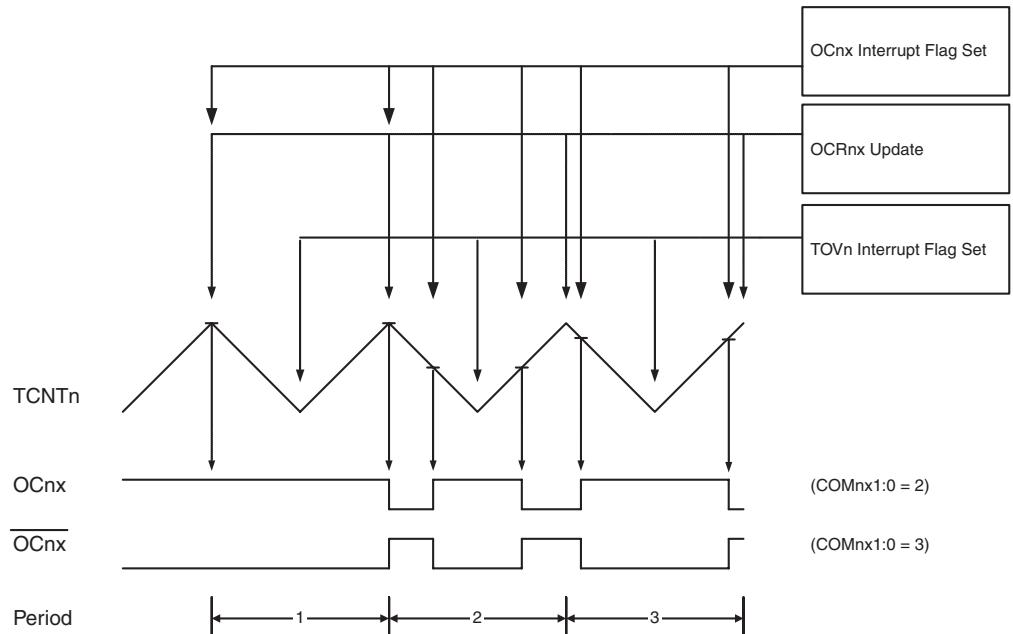 OCnx Interrupt Flag Set
OCRnx Update
TOVn Interrupt Flag Set
TCNTn
OCnx
(COMnx1:0 = 2)
OCnx
(COMnx1:0 = 3)
Period
1
2
3